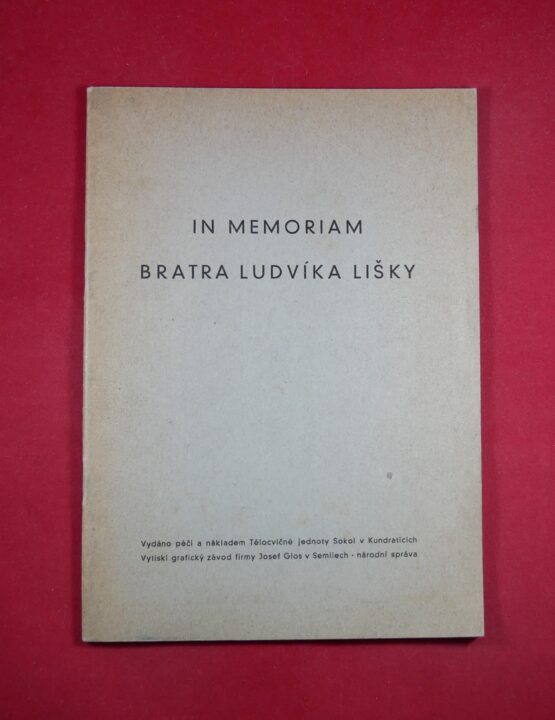 IN MEMORIAM
BRATRA LUDVÍKA LIŠKY
Vydáno péčí a nákladem Tělocvičné jednoty Sokol v Kundraticích
Vytiskl grafický závod firmy Josef Glos v Semilech · národní správa